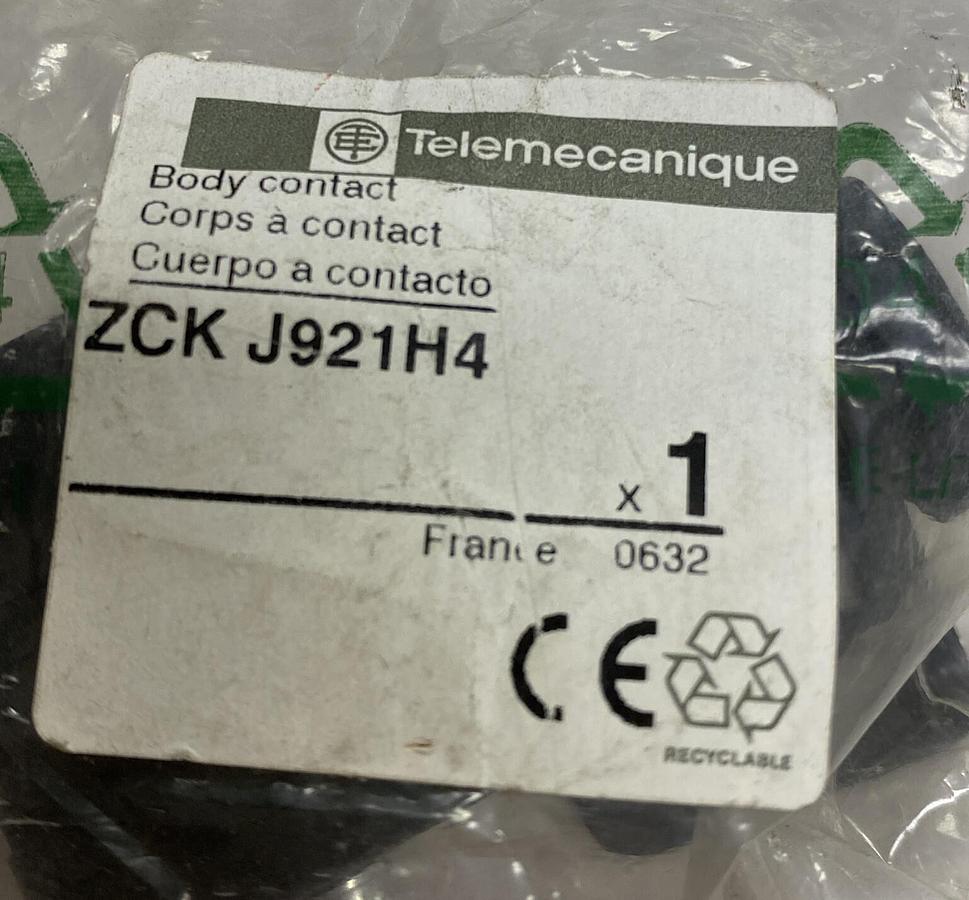 Telemecanique
Body contact
Corps à contact
Cuerpo a contacto
ZCK J921H4
x 1
France 0632
CE
RECYCLABLE